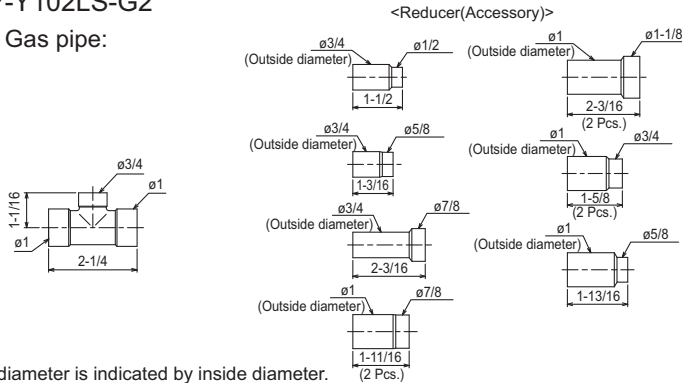 -Y102LS-G2
Gas pipe:
ø3/4
ø1
1-1/16
ø1
2-1/4
<Reducer(Accessory)>
ø3/4
(Outside diameter)
ø1/2
1-1/2
ø3/4
(Outside diameter)
ø5/8
1-3/16
ø3/4
(Outside diameter)
ø7/8
2-3/16
ø1
(Outside diameter)
ø7/8
1-11/16
(2 Pcs.)
ø1
(Outside diameter)
ø1-1/8
2-3/16
(2 Pcs.)
ø1
(Outside diameter)
ø3/4
1-5/8
(2 Pcs.)
ø1
(Outside diameter)
ø5/8
1-13/16
diameter is indicated by inside diameter.